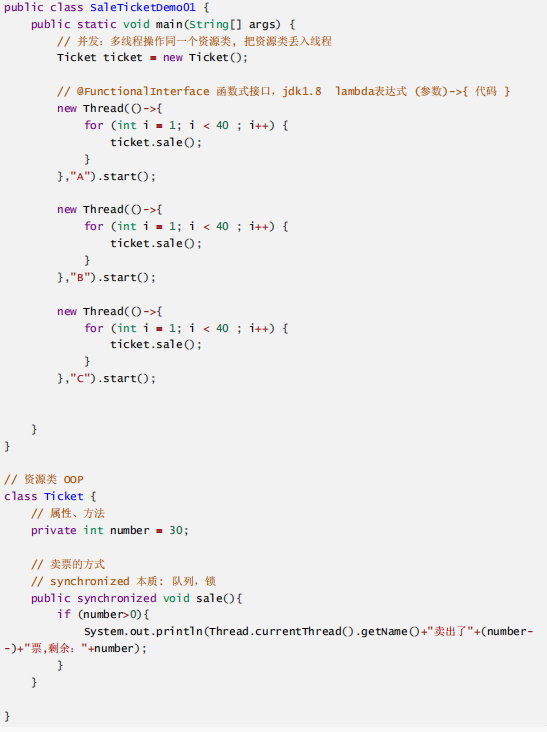 public class SaleTicketDemo01 {
    public static void main(String[] args) {
        // 并发：多线程操作同一个资源类, 把资源类丢入线程
        Ticket ticket = new Ticket();

        // @FunctionalInterface 函数式接口，jdk1.8  lambda表达式 (参数)->{ 代码 }
        new Thread(()->{
            for (int i = 1; i < 40 ; i++) {
                ticket.sale();
            }
        },"A").start();

        new Thread(()->{
            for (int i = 1; i < 40 ; i++) {
                ticket.sale();
            }
        },"B").start();

        new Thread(()->{
            for (int i = 1; i < 40 ; i++) {
                ticket.sale();
            }
        },"C").start();


    }
}

// 资源类 OOP
class Ticket {
    // 属性、方法
    private int number = 30;

    // 卖票的方式
    // synchronized 本质: 队列，锁
    public synchronized void sale(){
        if (number>0){
            System.out.println(Thread.currentThread().getName()+"卖出了"+(number-
-)+"票,剩余："+number);
        }
    }

}